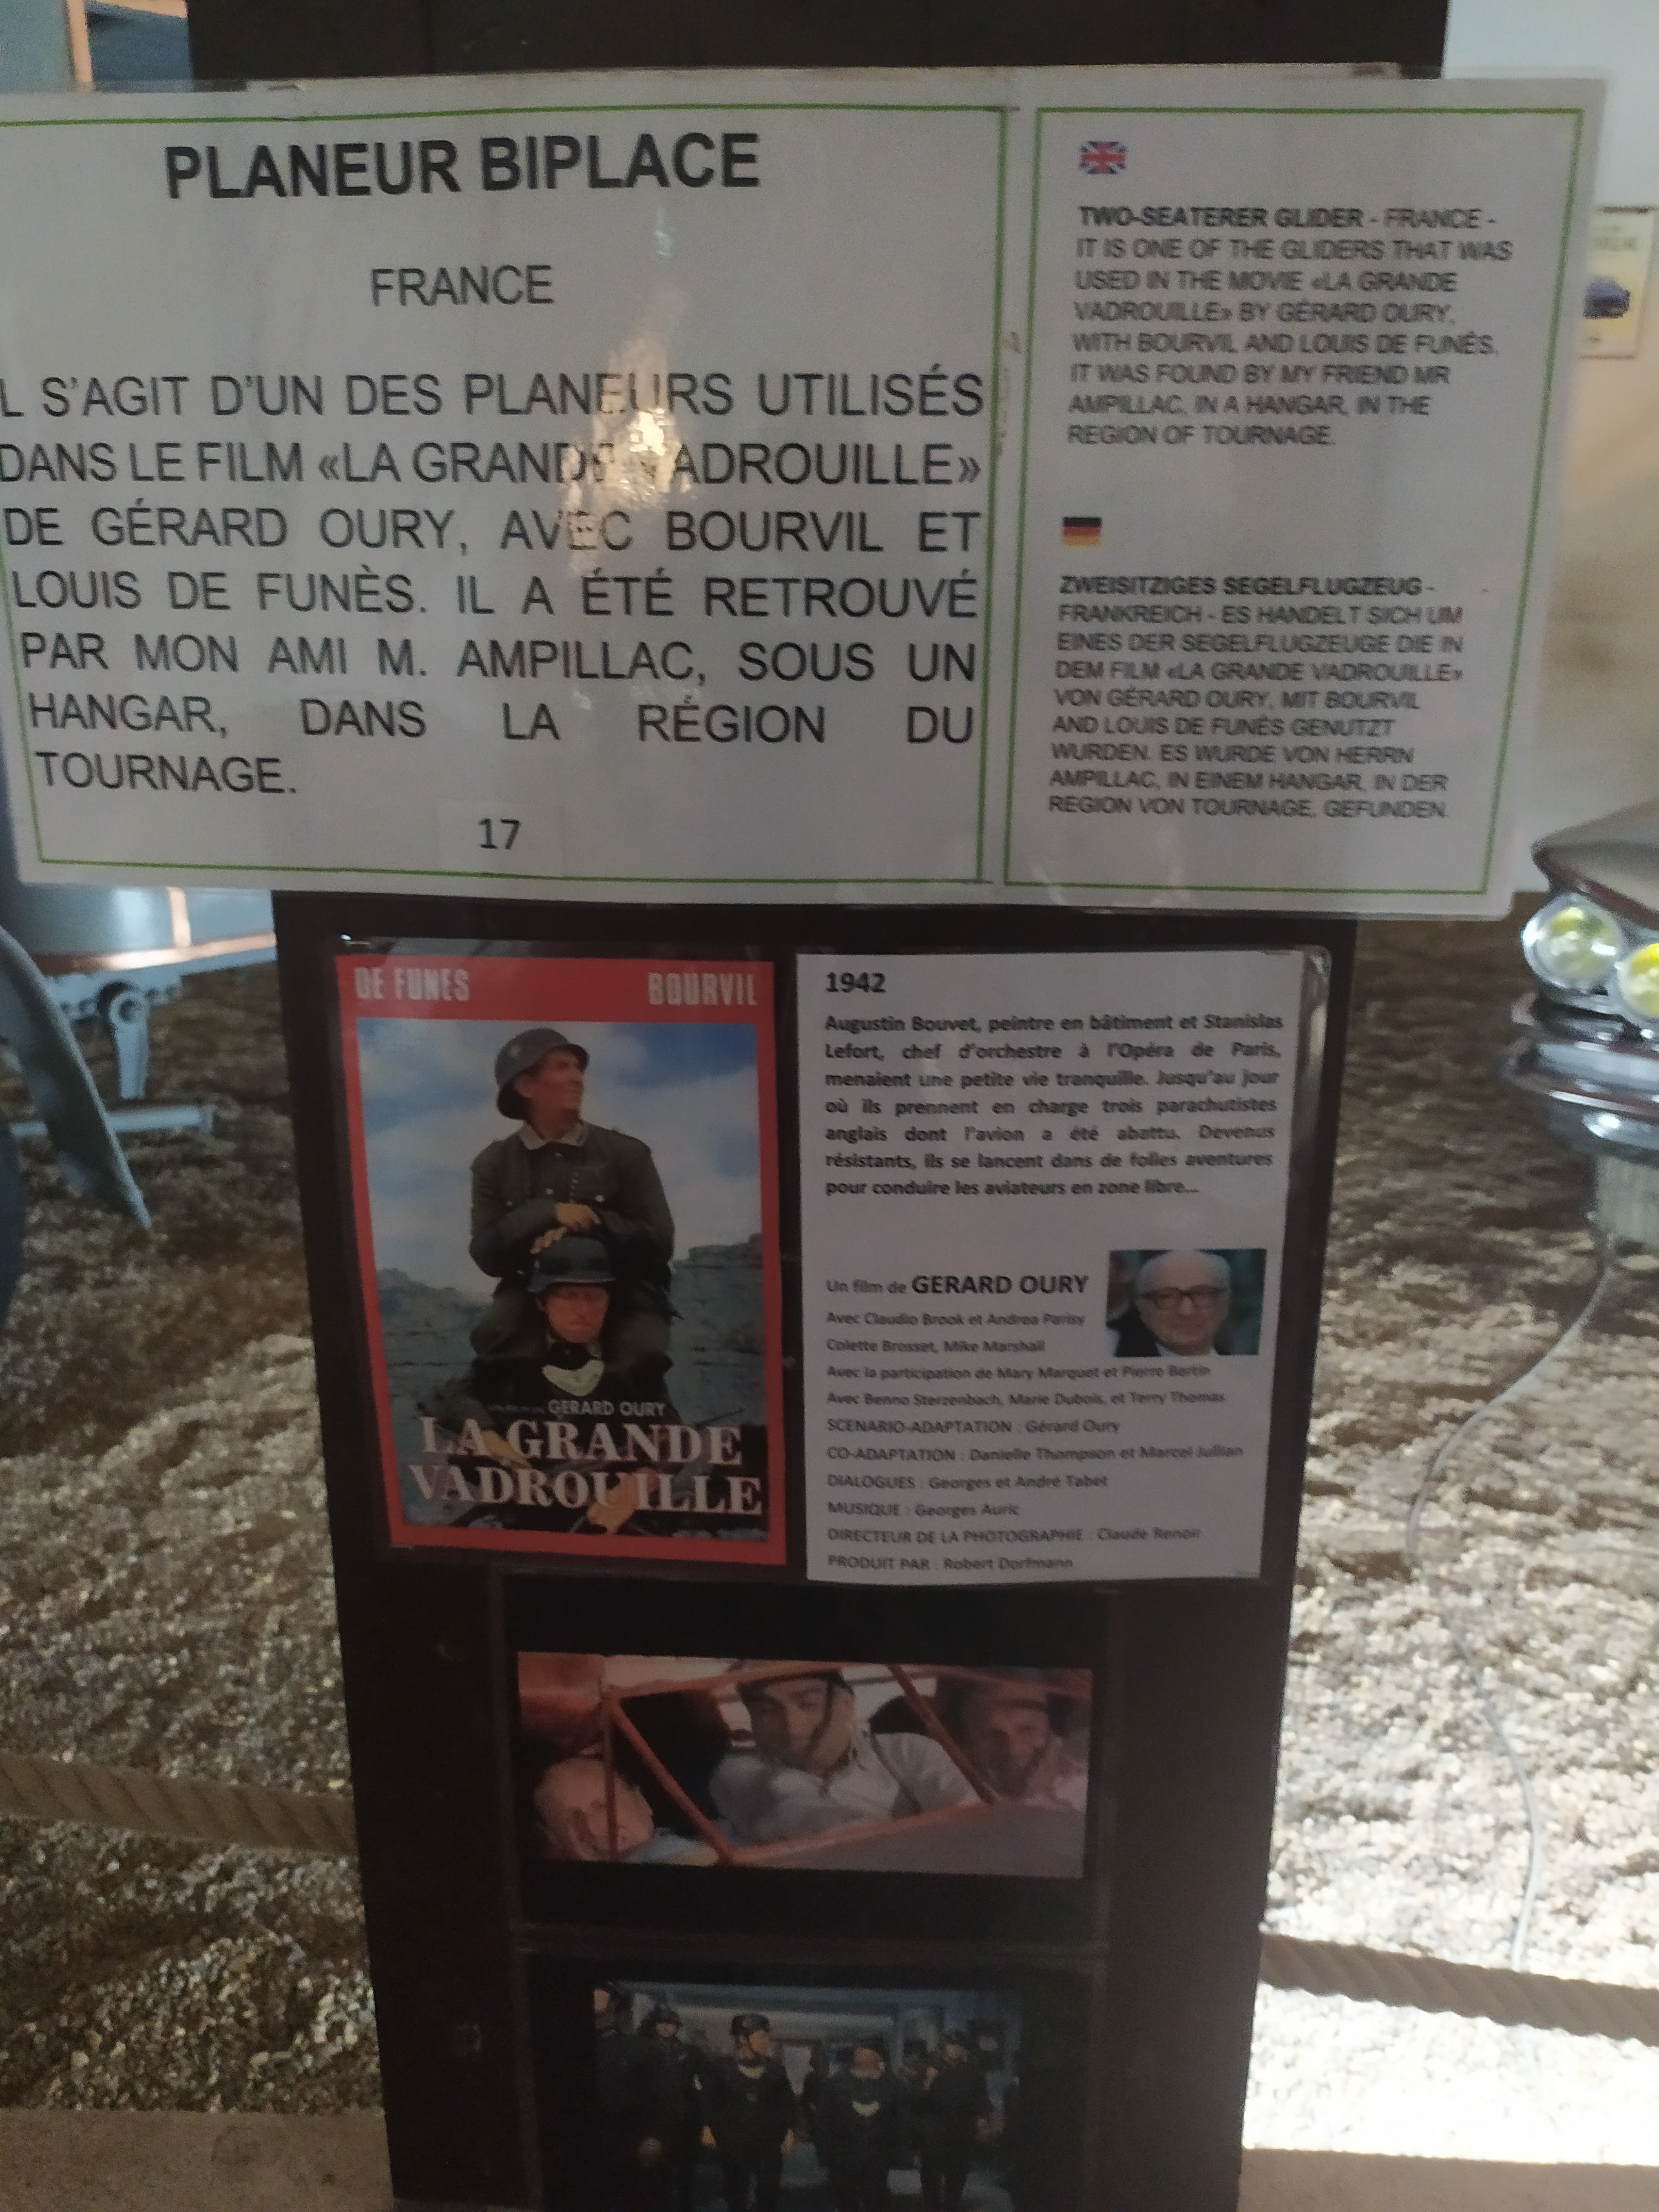 PLANEUR BIPLACE
FRANCE
L S'AGIT D'UN DES PLANEURS UTILISÉS
DANS LE FILM «LA GRANDE VADROUILLE»
DE GÉRARD OURY, AVEC BOURVIL ET
LOUIS DE FUNÈS. IL A ÉTÉ RETROUVÉ
PAR MON AMI M. AMPILLAC, SOUS UN
HANGAR, DANS LA RÉGION DU
TOURNAGE.
17
TWO-SEATERER GLIDER - FRANCE -
IT IS ONE OF THE GLIDERS THAT WAS
USED IN THE MOVIE «LA GRANDE
VADROUILLE» BY GÉRARD OURY,
WITH BOURVIL AND LOUIS DE FUNÈS.
IT WAS FOUND BY MY FRIEND MR
AMPILLAC, IN A HANGAR, IN THE
REGION OF TOURNAGE.
ZWEISITZIGES SEGELFLUGZEUG -
FRANKREICH - ES HANDELT SICH UM
EINES DER SEGELFLUGZEUGE DIE IN
DEM FILM «LA GRANDE VADROUILLE»
VON GÉRARD OURY, MIT BOURVIL
AND LOUIS DE FUNÈS GENUTZT
WURDEN. ES WURDE VON HERRN
AMPILLAC, IN EINEM HANGAR, IN DER
REGION VON TOURNAGE, GEFUNDEN.
DE FUNES BOURVIL
GERARD OURY
LA GRANDE
VADROUILLE
1942
Augustin Bouvet, peintre en bâtiment et Stanislas
Lefort, chef d'orchestre à l'Opéra de Paris,
menaient une petite vie tranquille. Jusqu'au jour
où ils prennent en charge trois parachutistes
anglais dont l'avion a été abattu. Devenus
résistants, ils se lancent dans de folles aventures
pour conduire les aviateurs en zone libre...
Un film de GERARD OURY
Avec Claudio Brook et Andrea Parisy
Colette Brosset, Mike Marshall
Avec la participation de Mary Marquet et Pierre Bertin
Avec Benno Sterzenbach, Marie Dubois, et Terry Thomas
SCENARIO-ADAPTATION : Gérard Oury
CO-ADAPTATION : Danielle Thompson et Marcel Jullian
DIALOGUES : Georges et André Tabet
MUSIQUE : Georges Auric
DIRECTEUR DE LA PHOTOGRAPHIE : Claude Renoir
PRODUIT PAR : Robert Dorfmann